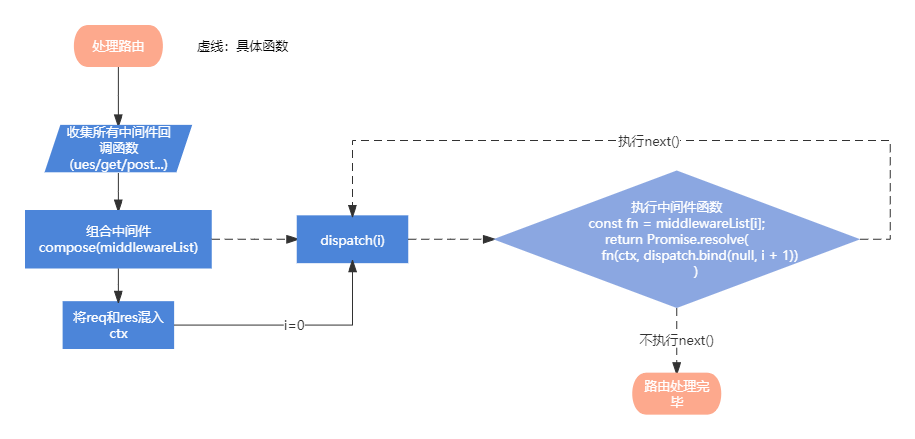 处理路由
虚线：具体函数
收集所有中间件回
调函数
(ues/get/post...)
组合中间件
compose(middlewareList)
将req和res混入
ctx
i=0
dispatch(i)
执行next()
执行中间件函数
const fn = middlewareList[i];
return Promise.resolve(
fn(ctx, dispatch.bind(null, i + 1))
)
不执行next()
路由处理完
毕